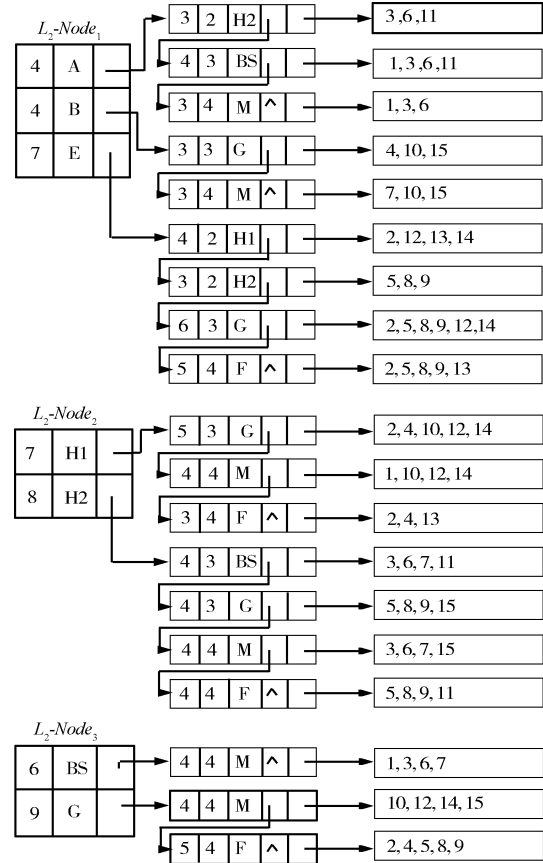 3 2 H2 3,6,11
L₂-Node₁
4 A
4 3 BS 1,3,6,11
4 B
3 4 M ^ 1,3,6
7 E
3 3 G 4,10,15
3 4 M ^ 7,10,15
4 2 H1 2,12,13,14
3 2 H2 5,8,9
6 3 G 2,5,8,9,12,14
5 4 F ^ 2,5,8,9,13
L₂-Node₂
7 H1
5 3 G 2,4,10,12,14
8 H2
4 4 M 1,10,12,14
3 4 F ^ 2,4,13
4 3 BS 3,6,7,11
4 3 G 5,8,9,15
4 4 M 3,6,7,15
4 4 F ^ 5,8,9,11
L₂-Node₃
6 BS
4 4 M ^ 1,3,6,7
9 G
4 4 M 10,12,14,15
5 4 F ^ 2,4,5,8,9